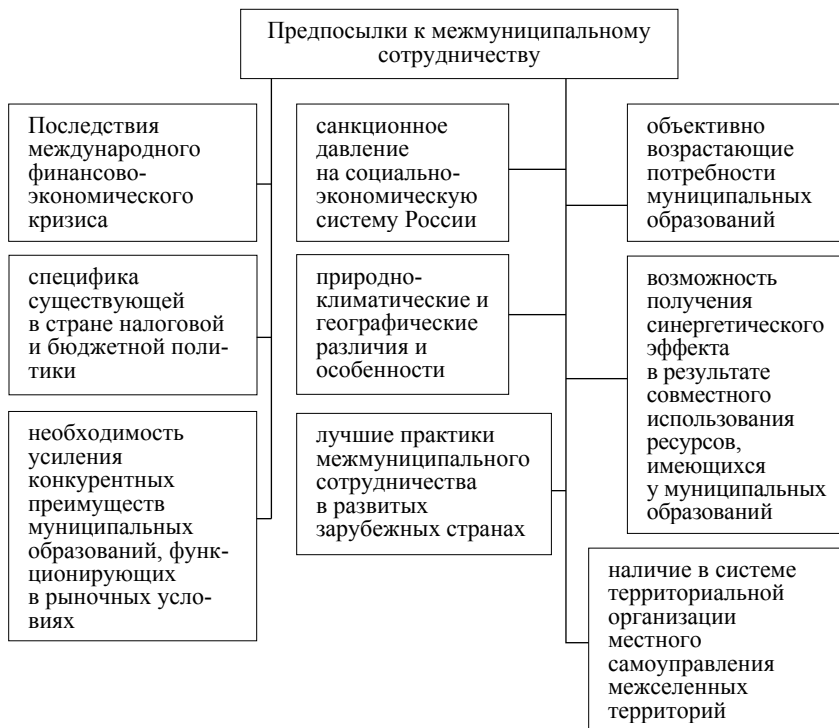 Предпосылки к межмуниципальному
сотрудничеству
Последствия
международного
финансово-
экономического
кризиса
санкционное
давление
на социально-
экономическую
систему России
объективно
возрастающие
потребности
муниципальных
образований
специфика
существующей
в стране налоговой
и бюджетной поли-
тики
природно-
климатические и
географические
различия и
особенности
возможность
получения
синергетического
эффекта
в результате
совместного
использования
ресурсов,
имеющихся
у муниципальных
образований
необходимость
усиления
конкурентных
преимуществ
муниципальных
образований, функ-
ционирующих
в рыночных усло-
виях
лучшие практики
межмуниципального
сотрудничества
в развитых
зарубежных странах
наличие в системе
территориальной
организации
местного
самоуправления
межселенных
территорий